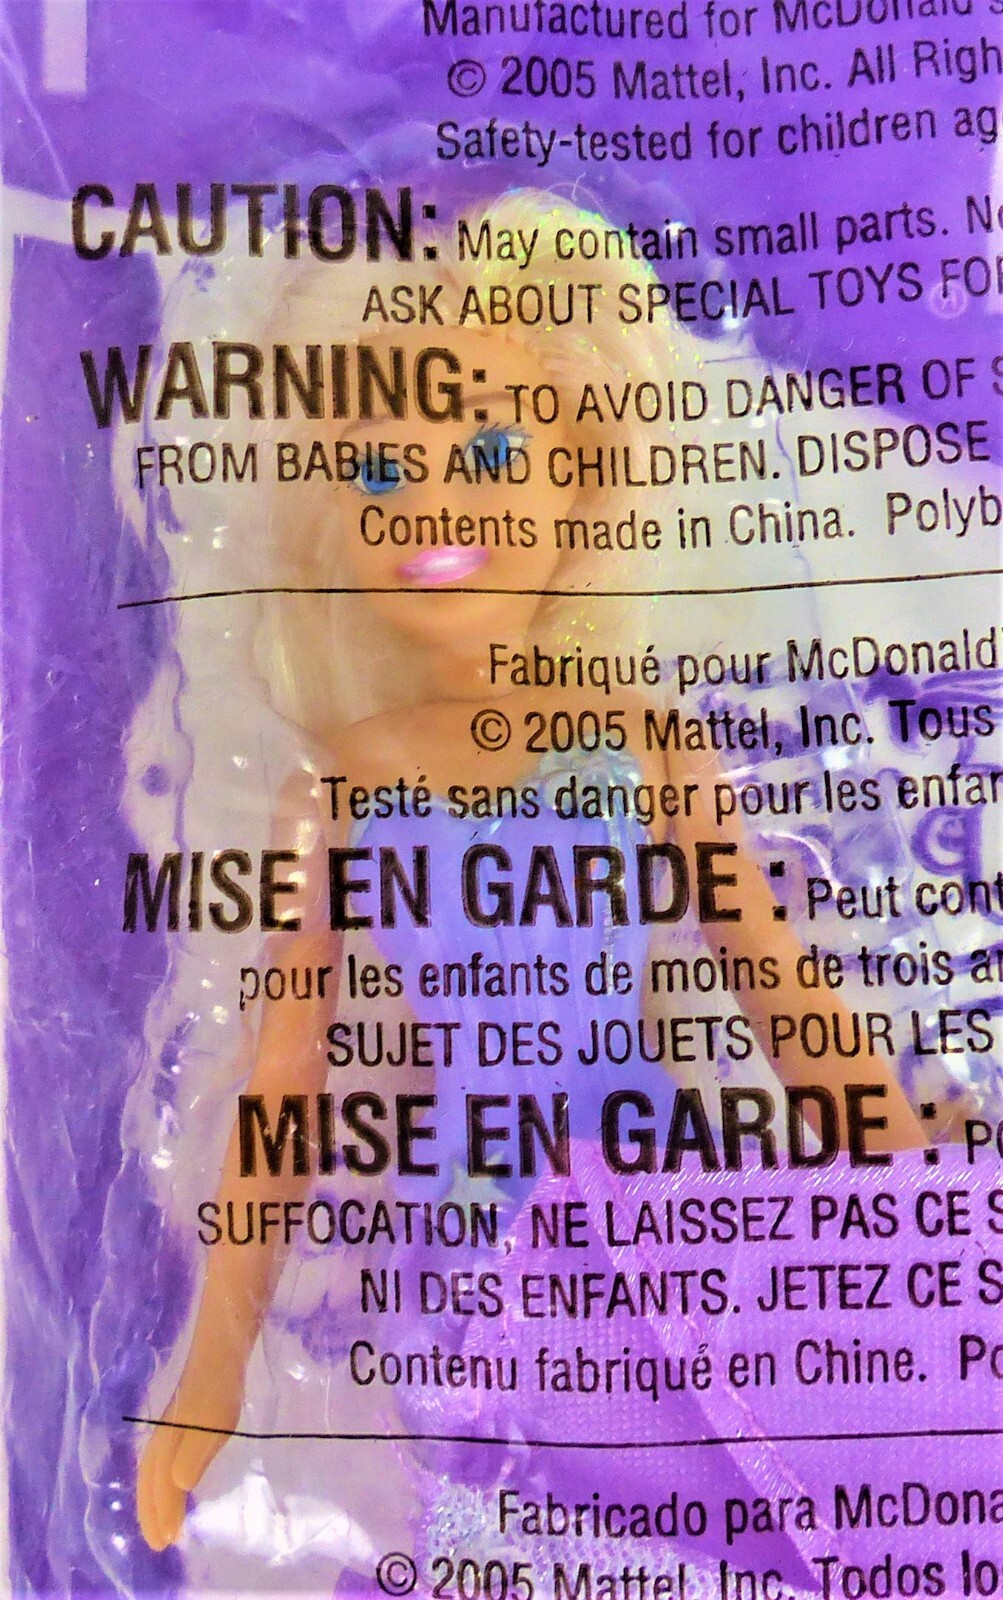 Manufactured for McDonald's
© 2005 Mattel, Inc. All Righ
Safety-tested for children ag
CAUTION: May contain small parts. N
ASK ABOUT SPECIAL TOYS FO
WARNING: TO AVOID DANGER OF S
FROM BABIES AND CHILDREN. DISPOSE
Contents made in China. Polyb
Fabriqué pour McDonald'
© 2005 Mattel, Inc. Tous
Testé sans danger pour les enfan
MISE EN GARDE : Peut cont
pour les enfants de moins de trois an
SUJET DES JOUETS POUR LES
MISE EN GARDE : PO
SUFFOCATION, NE LAISSEZ PAS CE S
NI DES ENFANTS. JETEZ CE S
Contenu fabriqué en Chine. Po
Fabricado para McDona
© 2005 Mattel, Inc. Todos lo